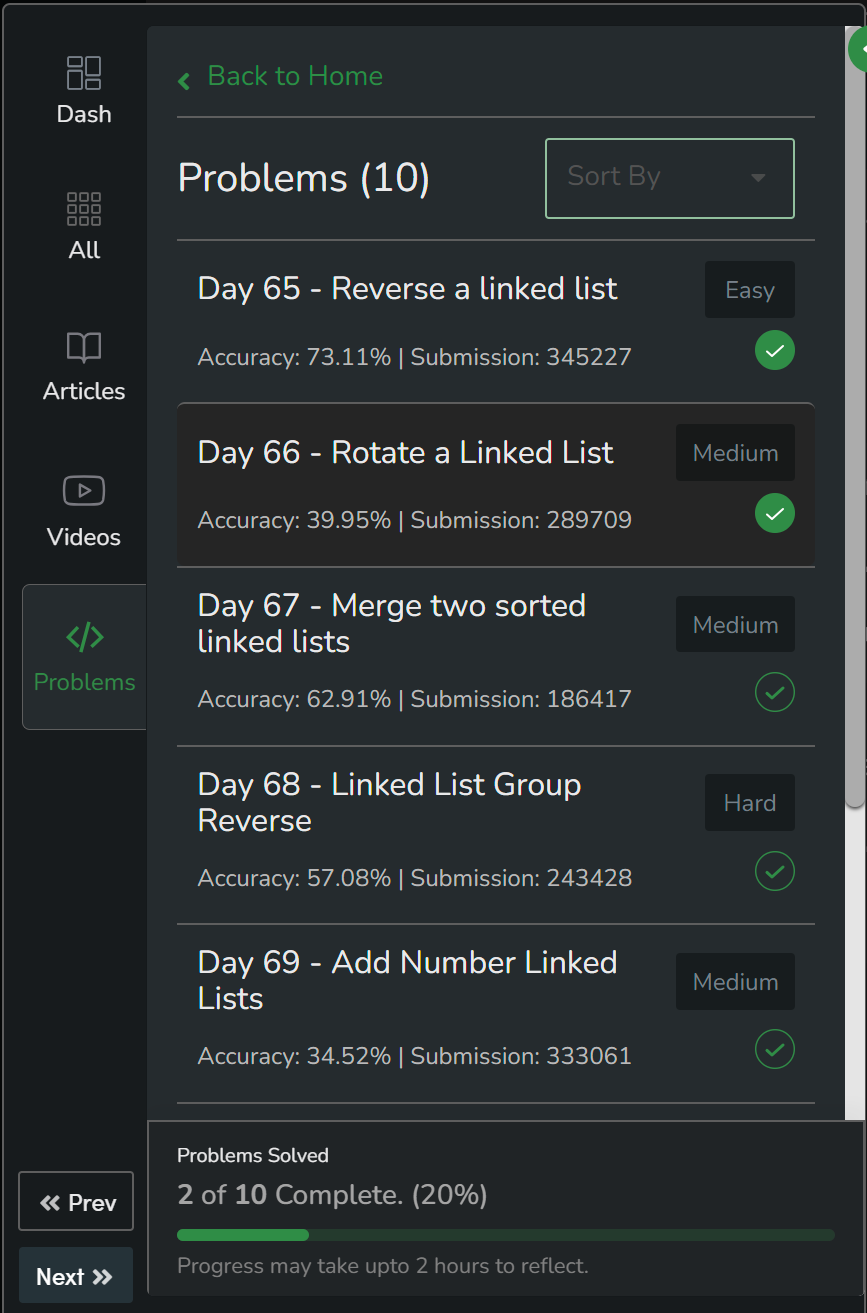 Dash
All
Articles
Videos
Problems
Prev
Next
Back to Home
Problems (10)
Sort By
Day 65 - Reverse a linked list
Easy
Accuracy: 73.11% | Submission: 345227
Day 66 - Rotate a Linked List
Medium
Accuracy: 39.95% | Submission: 289709
Day 67 - Merge two sorted
linked lists
Medium
Accuracy: 62.91% | Submission: 186417
Day 68 - Linked List Group
Reverse
Hard
Accuracy: 57.08% | Submission: 243428
Day 69 - Add Number Linked
Lists
Medium
Accuracy: 34.52% | Submission: 333061
Problems Solved
2 of 10 Complete. (20%)
Progress may take upto 2 hours to reflect.